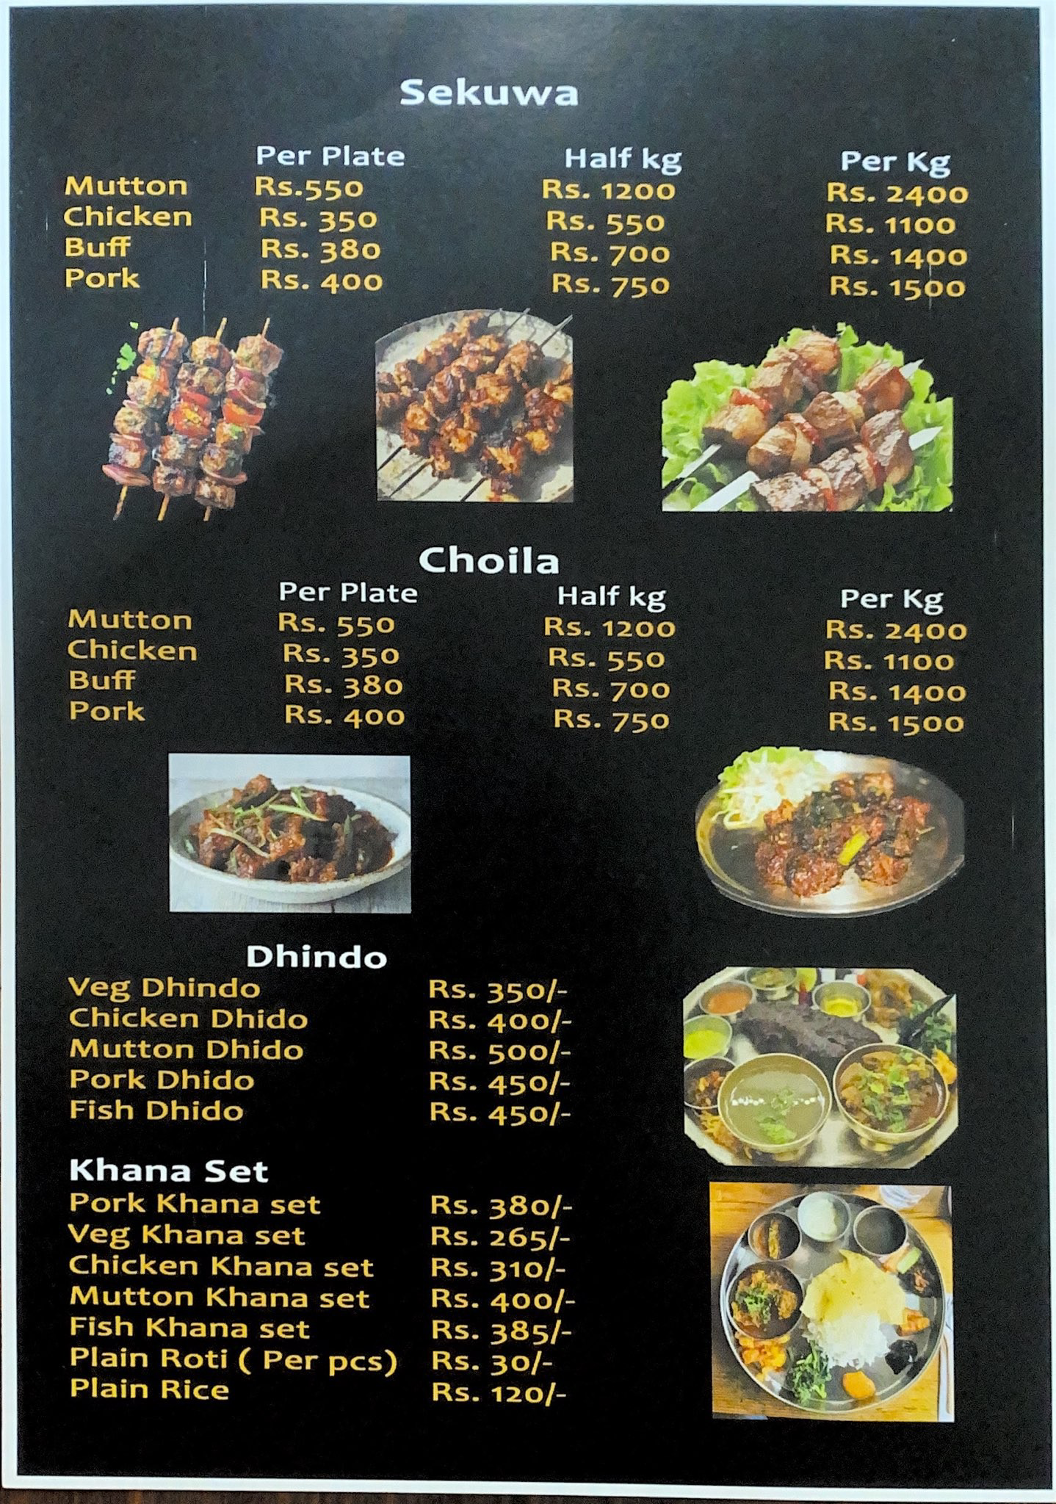 Sekuwa
Per Plate Half kg Per Kg
Mutton Rs.550 Rs. 1200 Rs. 2400
Chicken Rs. 350 Rs. 550 Rs. 1100
Buff Rs. 380 Rs. 700 Rs. 1400
Pork Rs. 400 Rs. 750 Rs. 1500
Choila
Per Plate Half kg Per Kg
Mutton Rs. 550 Rs. 1200 Rs. 2400
Chicken Rs. 350 Rs. 550 Rs. 1100
Buff Rs. 380 Rs. 700 Rs. 1400
Pork Rs. 400 Rs. 750 Rs. 1500
Dhindo
Veg Dhindo Rs. 350/-
Chicken Dhido Rs. 400/-
Mutton Dhido Rs. 500/-
Pork Dhido Rs. 450/-
Fish Dhido Rs. 450/-
Khana Set
Pork Khana set Rs. 380/-
Veg Khana set Rs. 265/-
Chicken Khana set Rs. 310/-
Mutton Khana set Rs. 400/-
Fish Khana set Rs. 385/-
Plain Roti ( Per pcs) Rs. 30/-
Plain Rice Rs. 120/-